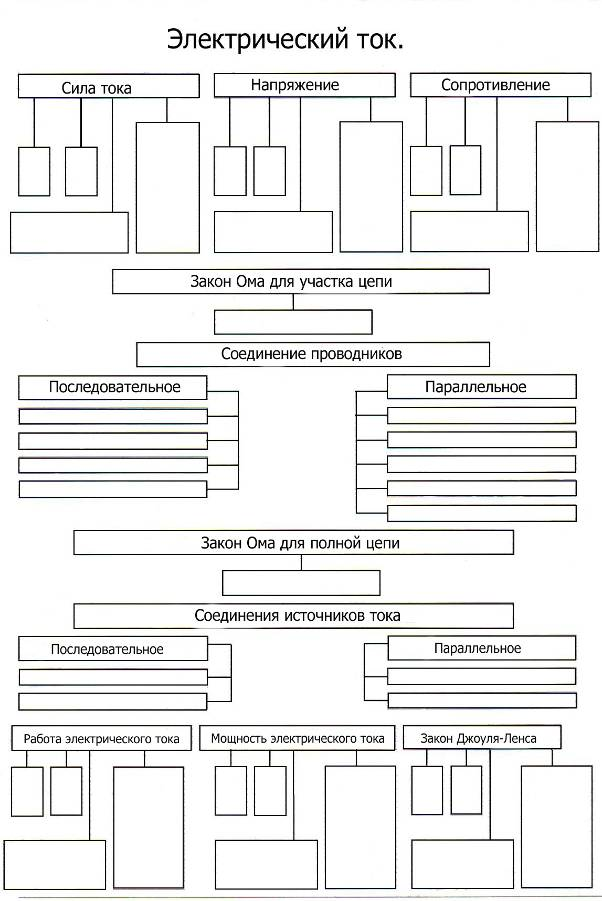 Электрический ток.
Сила тока
Напряжение
Сопротивление
Закон Ома для участка цепи
Соединение проводников
Последовательное
Параллельное
Закон Ома для полной цепи
Соединения источников тока
Последовательное
Параллельное
Работа электрического тока
Мощность электрического тока
Закон Джоуля-Ленса